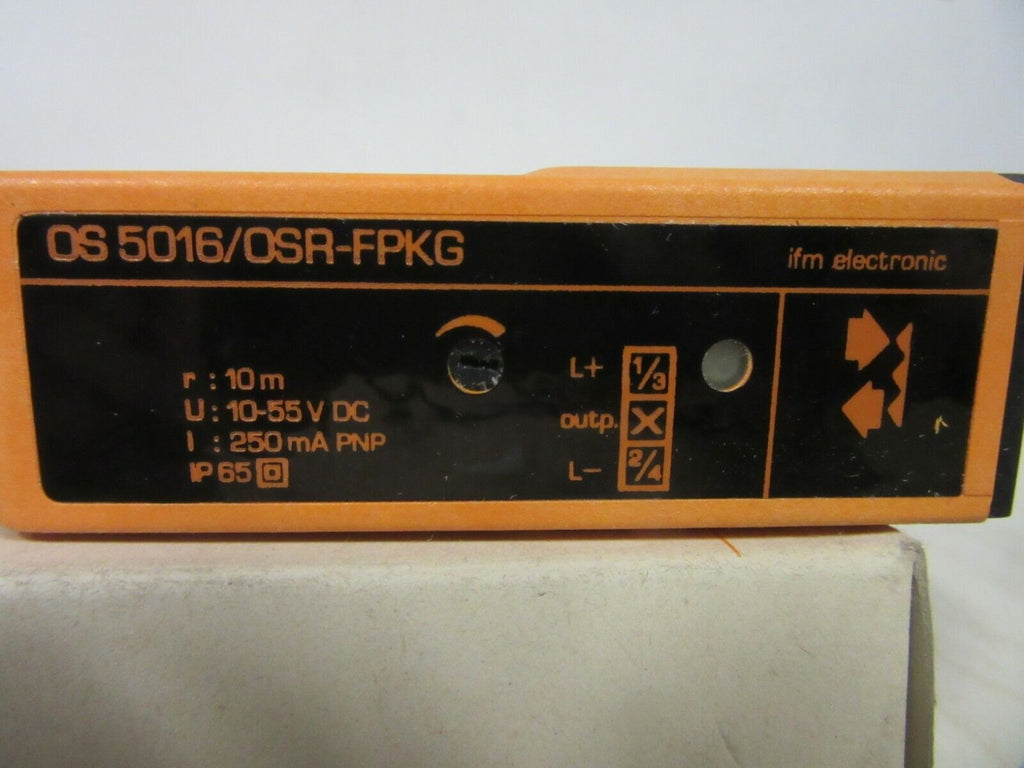 OS 5016/OSR-FPKG
ifm electronic
r : 10 m
U : 10-55 V DC
I : 250 mA PNP
IP 65
L+ 1/3
outp. X
L- 2/4